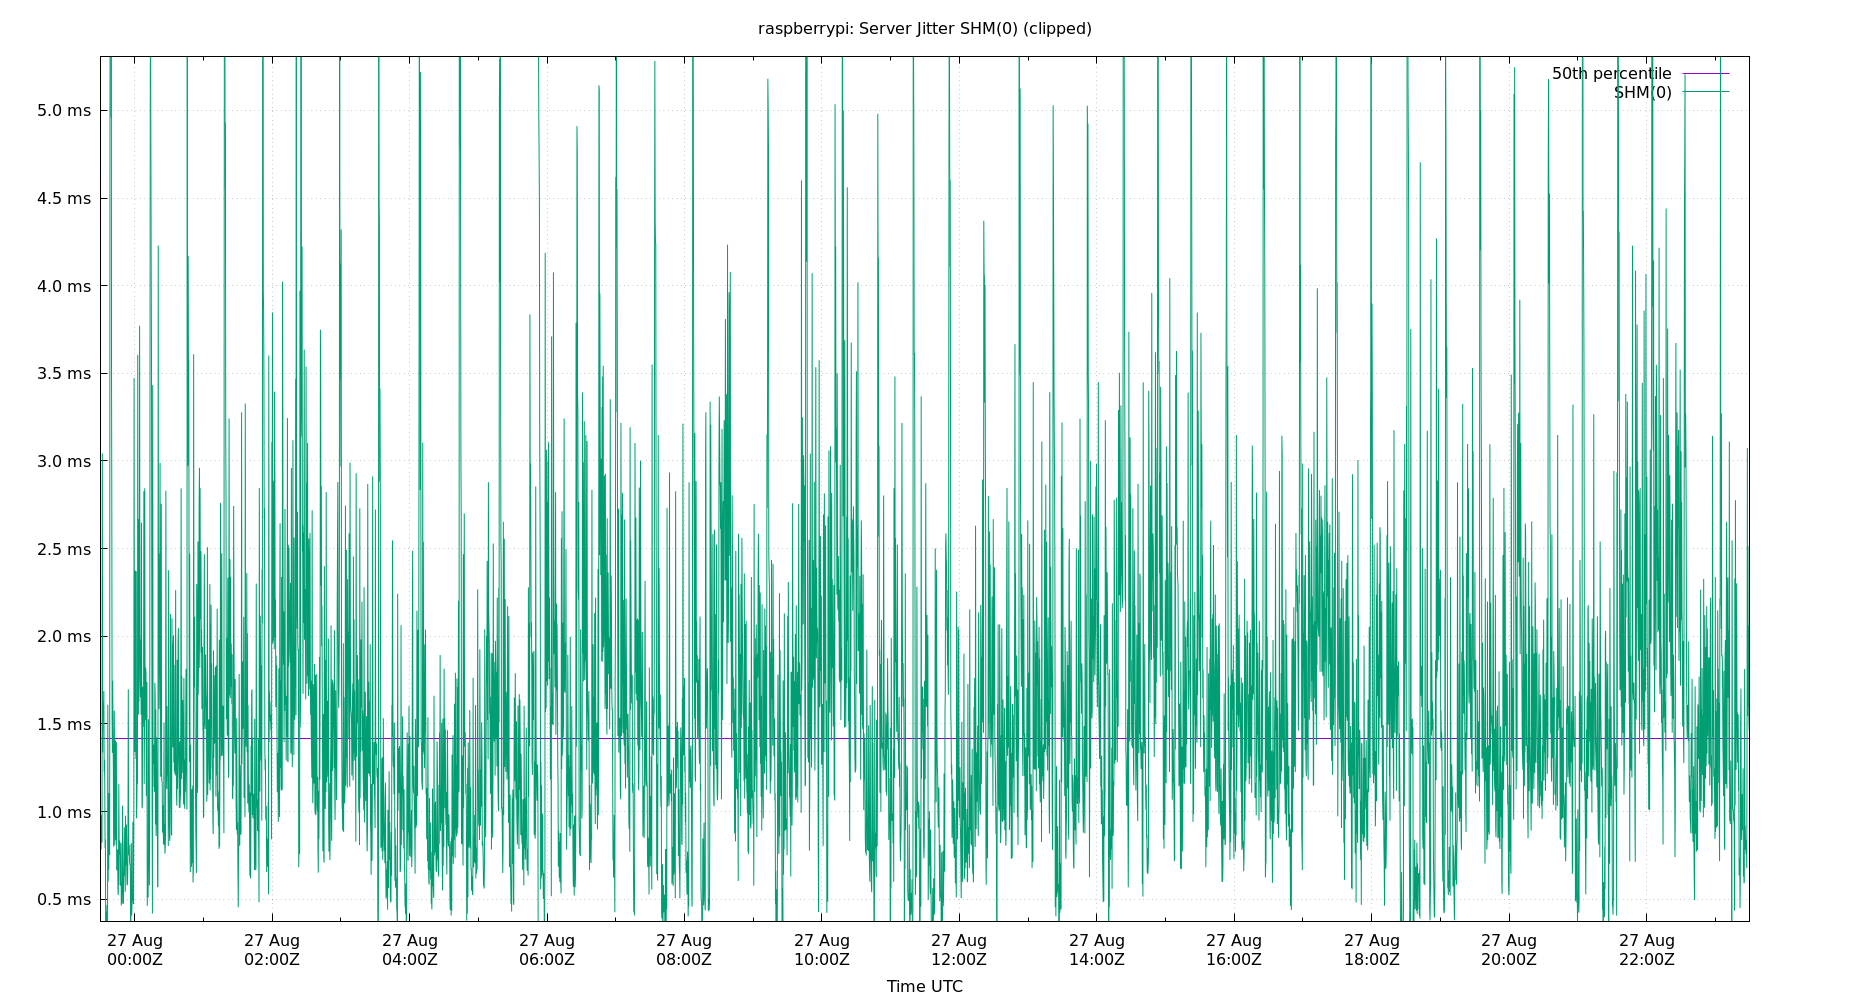 raspberrypi: Server Jitter SHM(0) (clipped)
50th percentile
SHM(0)
5.0 ms
4.5 ms
4.0 ms
3.5 ms
3.0 ms
2.5 ms
2.0 ms
1.5 ms
1.0 ms
0.5 ms
27 Aug 27 Aug 27 Aug 27 Aug 27 Aug 27 Aug 27 Aug 27 Aug 27 Aug 27 Aug 27 Aug 27 Aug
00:00Z 02:00Z 04:00Z 06:00Z 08:00Z 10:00Z 12:00Z 14:00Z 16:00Z 18:00Z 20:00Z 22:00Z
Time UTC